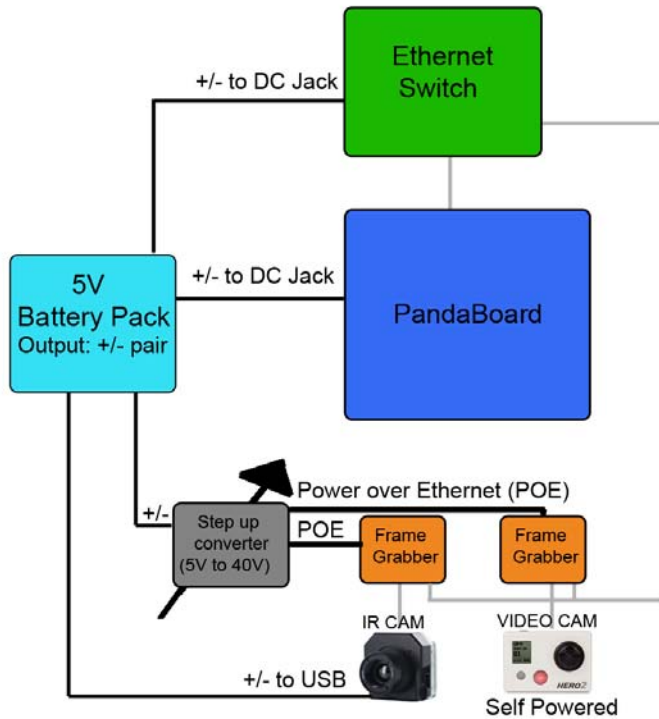 Ethernet
Switch
+/- to DC Jack
5V
Battery Pack
Output: +/- pair
+/- to DC Jack
PandaBoard
+/-
Step up
converter
(5V to 40V)
Power over Ethernet (POE)
POE
Frame
Grabber
Frame
Grabber
IR CAM
VIDEO CAM
+/- to USB
HERO2
Self Powered